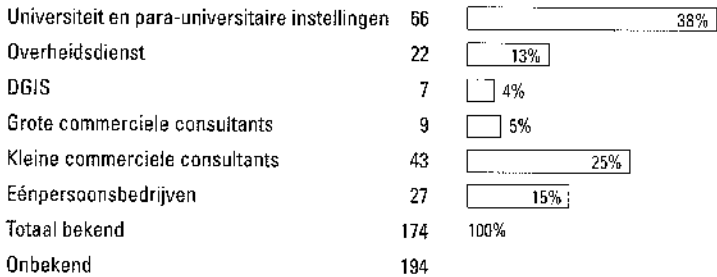 Universiteit en para-universitaire instellingen 66 38%
Overheidsdienst 22 13%
DGIS 7 4%
Grote commerciele consultants 9 5%
Kleine commerciele consultants 43 25%
Eénpersoonsbedrijven 27 15%
Totaal bekend 174 100%
Onbekend 194